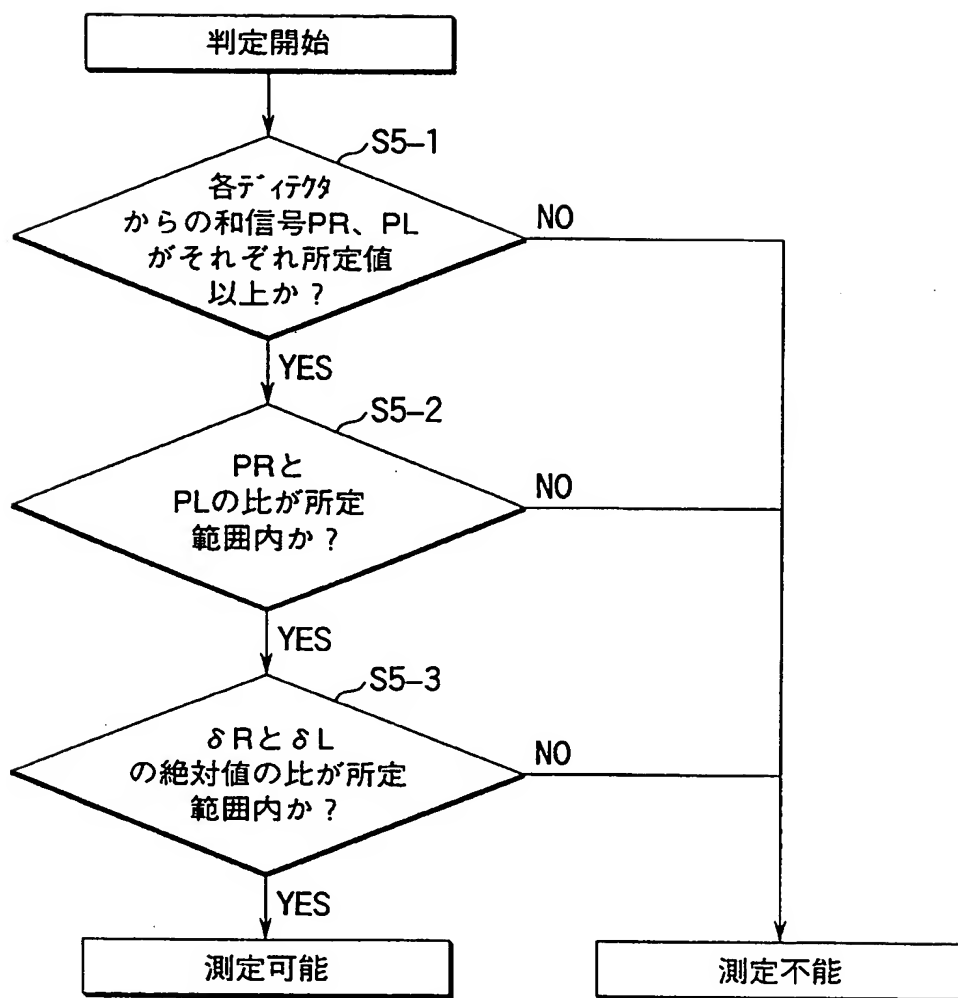 判定開始
S5-1
各ディテクタ
からの和信号PR、PL
がそれぞれ所定値
以上か？
NO
YES
S5-2
PRと
PLの比が所定
範囲内か？
NO
YES
S5-3
δRとδL
の絶対値の比が所定
範囲内か？
NO
YES
測定可能
測定不能